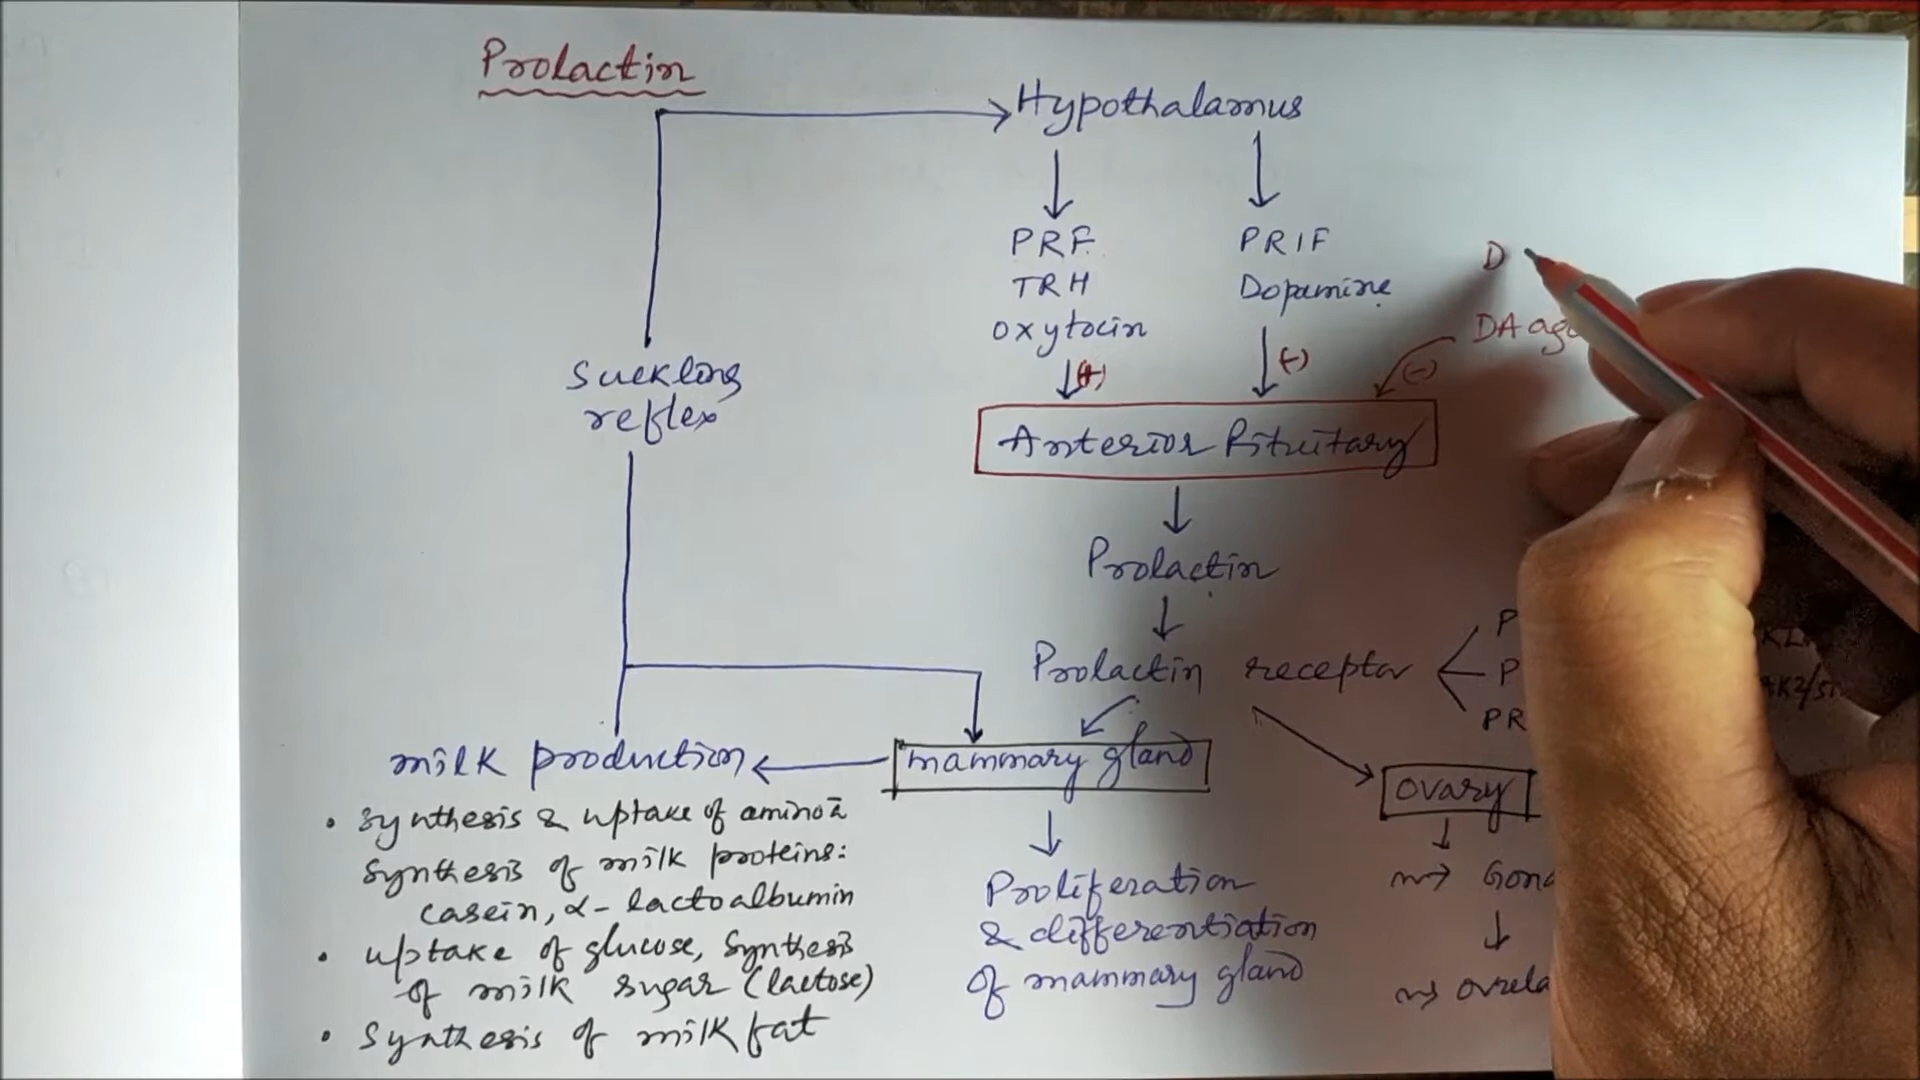 Prolactin
Hypothalamus
PRF
TRH
oxytocin
PRIF
Dopamine
D
DA
(+)
(-)
(-)
Suckling
reflex
Anterior Pituitary
Prolactin
Prolactin receptor
P
P
PR
milk production
mammary gland
ovary
• Synthesis & uptake of amino a
Synthesis of milk proteins:
casein, α- lactoalbumin
• uptake of glucose, Synthesis
of milk sugar (lactose)
• Synthesis of milk fat
Proliferation
& differentiation
of mammary gland